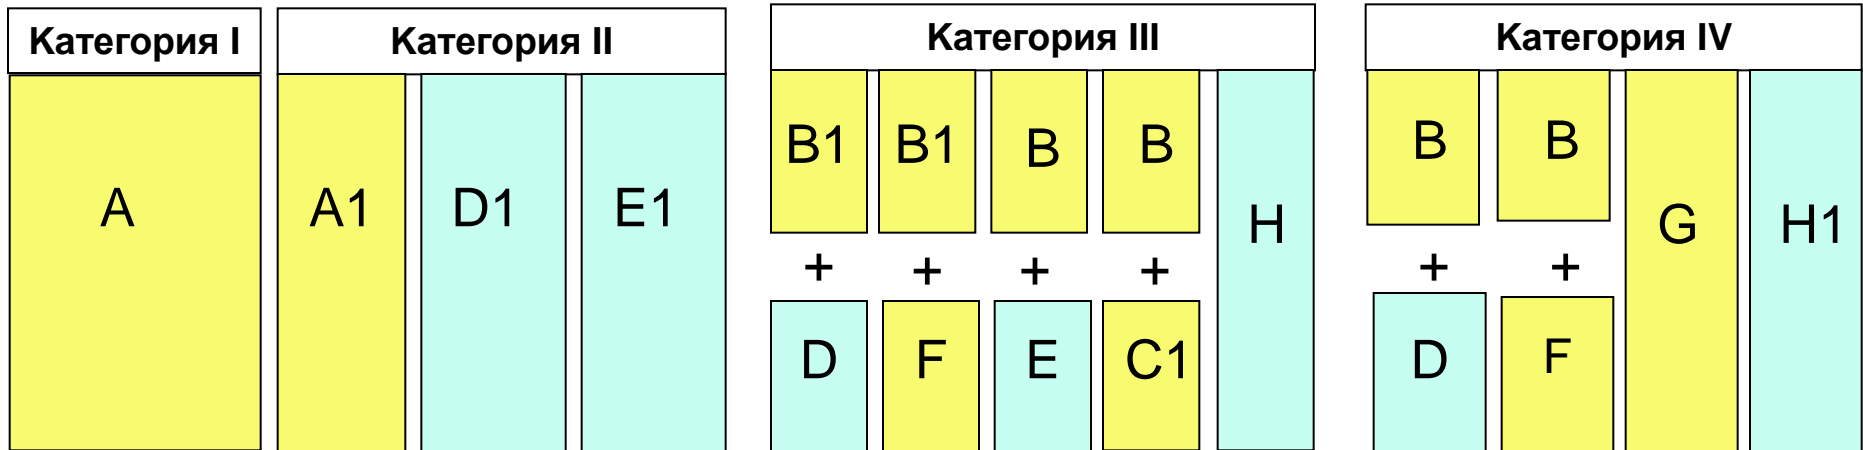 Категория I
Категория II
Категория III
Категория IV
A
A1
D1
E1
B1
B1
B
B
H
+
+
+
+
D
F
E
C1
B
B
G
H1
+
+
D
F